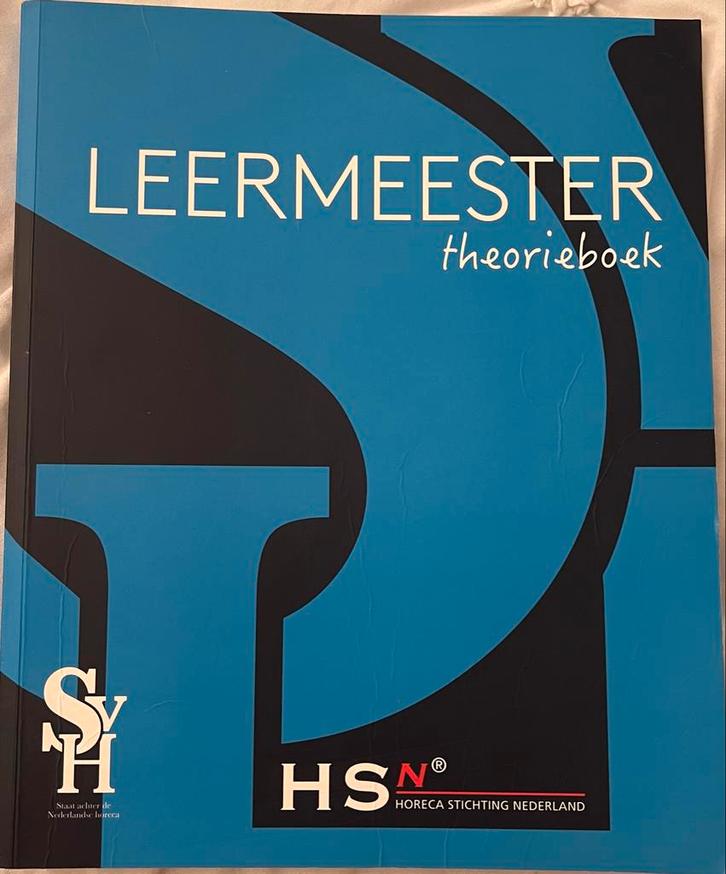 LEERMEESTER
theorieboek
SvH
Staat achter de
Nederlandse horeca
HSN®
HORECA STICHTING NEDERLAND